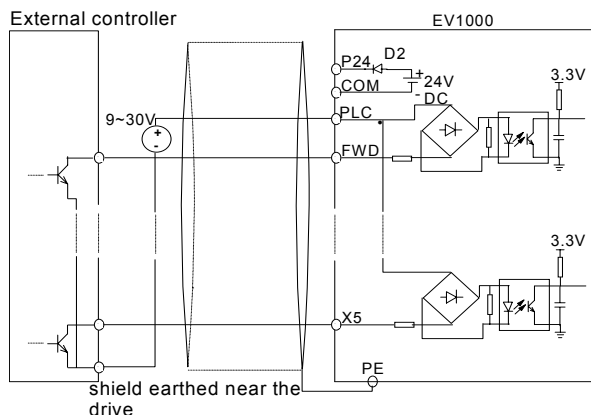 External controller
EV1000
P24
D2
COM
+
24V
-
DC
3.3V
9~30V
PLC
+
-
FWD
3.3V
X5
PE
shield earthed near the
drive